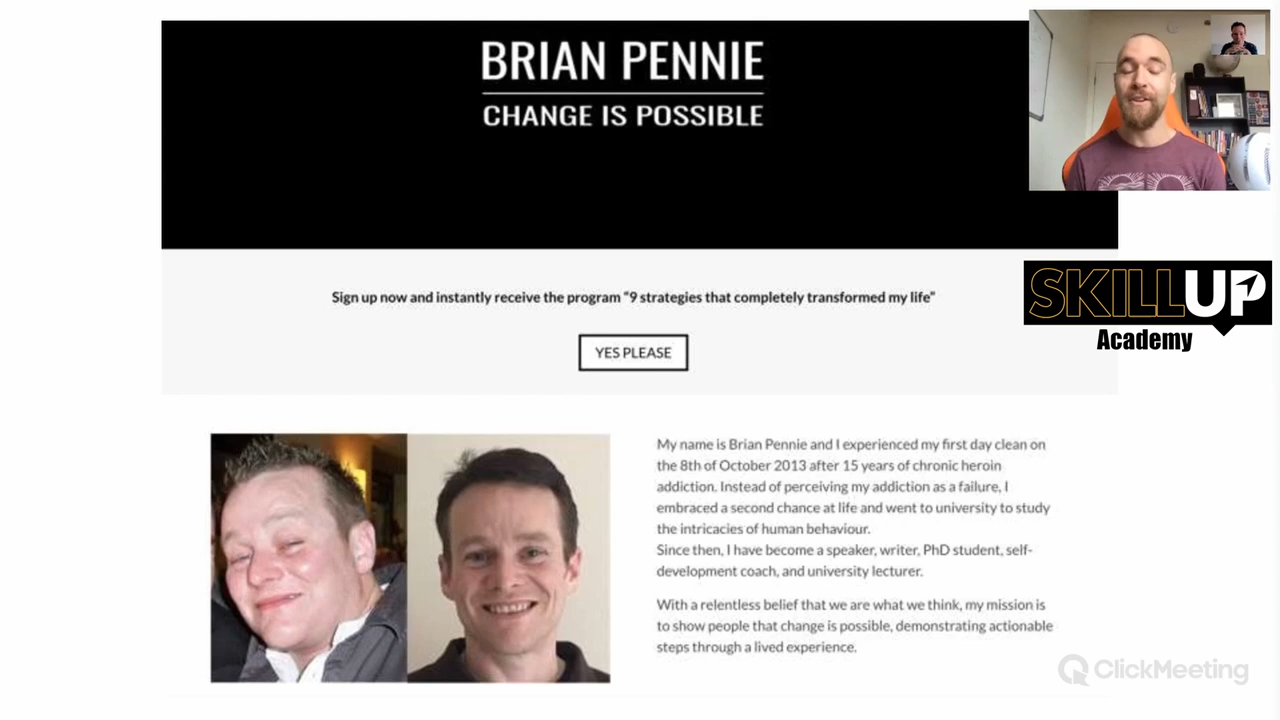 BRIAN PENNIE
CHANGE IS POSSIBLE
Sign up now and instantly receive the program “9 strategies that completely transformed my life”
YES PLEASE
SKILLUP
Academy
My name is Brian Pennie and I experienced my first day clean on
the 8th of October 2013 after 15 years of chronic heroin
addiction. Instead of perceiving my addiction as a failure, I
embraced a second chance at life and went to university to study
the intricacies of human behaviour.
Since then, I have become a speaker, writer, PhD student, self-
development coach, and university lecturer.
With a relentless belief that we are what we think, my mission is
to show people that change is possible, demonstrating actionable
steps through a lived experience.
ClickMeeting